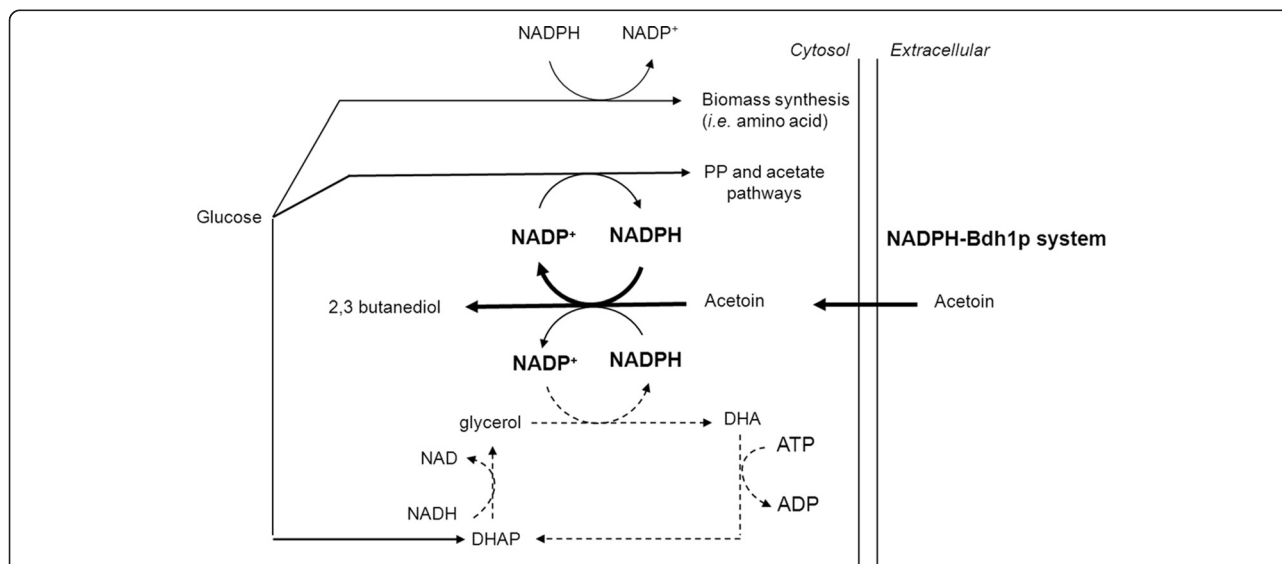 NADPH NADP⁺
Cytosol Extracellular
Biomass synthesis
(i.e. amino acid)
PP and acetate
pathways
Glucose
NADP⁺ NADPH
NADPH-Bdh1p system
2,3 butanediol Acetoin Acetoin
NADP⁺ NADPH
glycerol DHA
ATP
NAD
ADP
NADH
DHAP